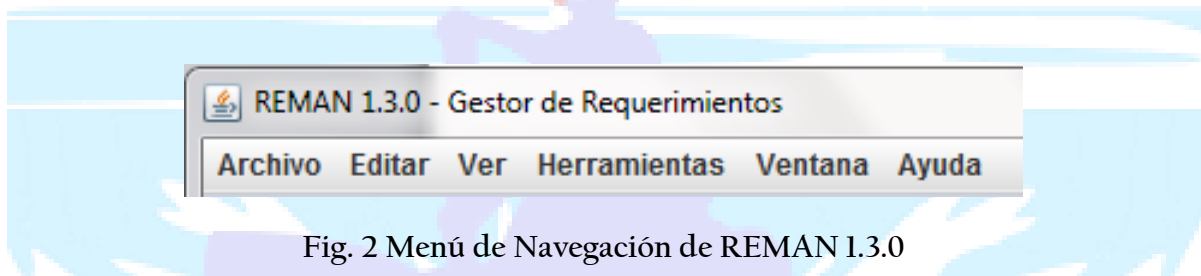 REMAN 1.3.0 - Gestor de Requerimientos
Archivo Editar Ver Herramientas Ventana Ayuda
Fig. 2 Menú de Navegación de REMAN 1.3.0